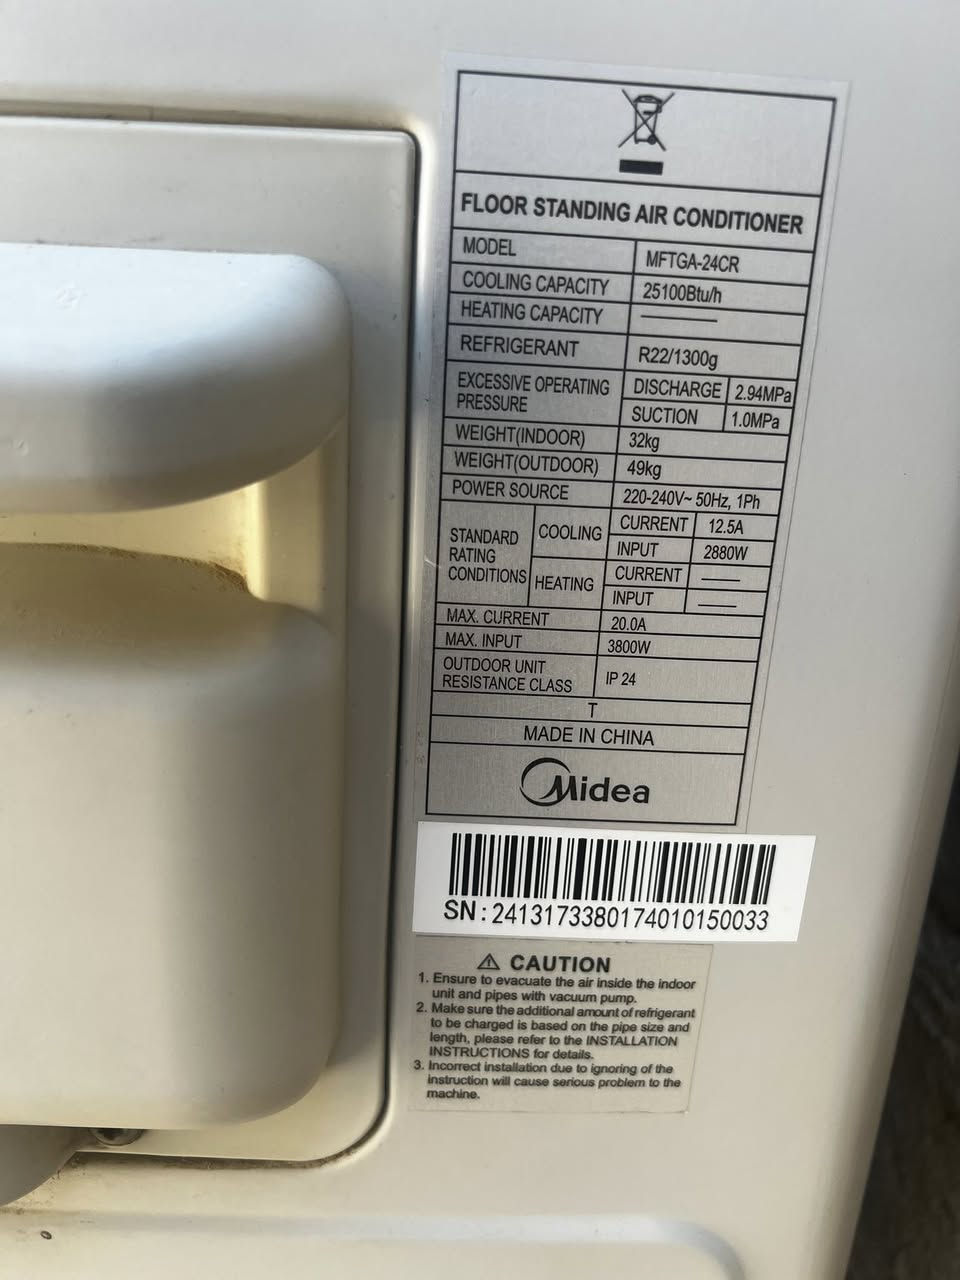 FLOOR STANDING AIR CONDITIONER
MODEL MFTGA-24CR
COOLING CAPACITY 25100Btu/h
HEATING CAPACITY ———
REFRIGERANT R22/1300g
EXCESSIVE OPERATING PRESSURE DISCHARGE 2.94MPa
SUCTION 1.0MPa
WEIGHT(INDOOR) 32kg
WEIGHT(OUTDOOR) 49kg
POWER SOURCE 220-240V~ 50Hz, 1Ph
STANDARD RATING CONDITIONS COOLING CURRENT 12.5A
INPUT 2880W
HEATING CURRENT ———
INPUT ———
MAX. CURRENT 20.0A
MAX. INPUT 3800W
OUTDOOR UNIT RESISTANCE CLASS IP 24
T
MADE IN CHINA
Midea
SN : 2413173380174010150033
CAUTION
1. Ensure to evacuate the air inside the indoor
unit and pipes with vacuum pump.
2. Make sure the additional amount of refrigerant
to be charged is based on the pipe size and
length, please refer to the INSTALLATION
INSTRUCTIONS for details.
3. Incorrect installation due to ignoring of the
instruction will cause serious problem to the
machine.